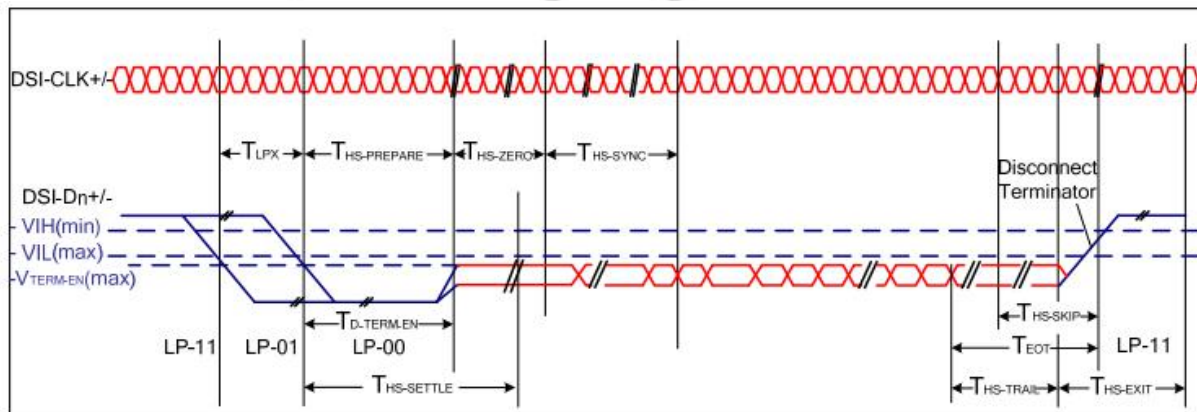 DSI-CLK+/-
TLPX
THS-PREPARE
THS-ZERO
THS-SYNC
DSI-Dn+/-
Disconnect
Terminator
VIH(min)
VIL(max)
VTERM-EN(max)
TD-TERM-EN
THS-SKIP
LP-11
LP-01
LP-00
TEOT
LP-11
THS-SETTLE
THS-TRAIL
THS-EXIT